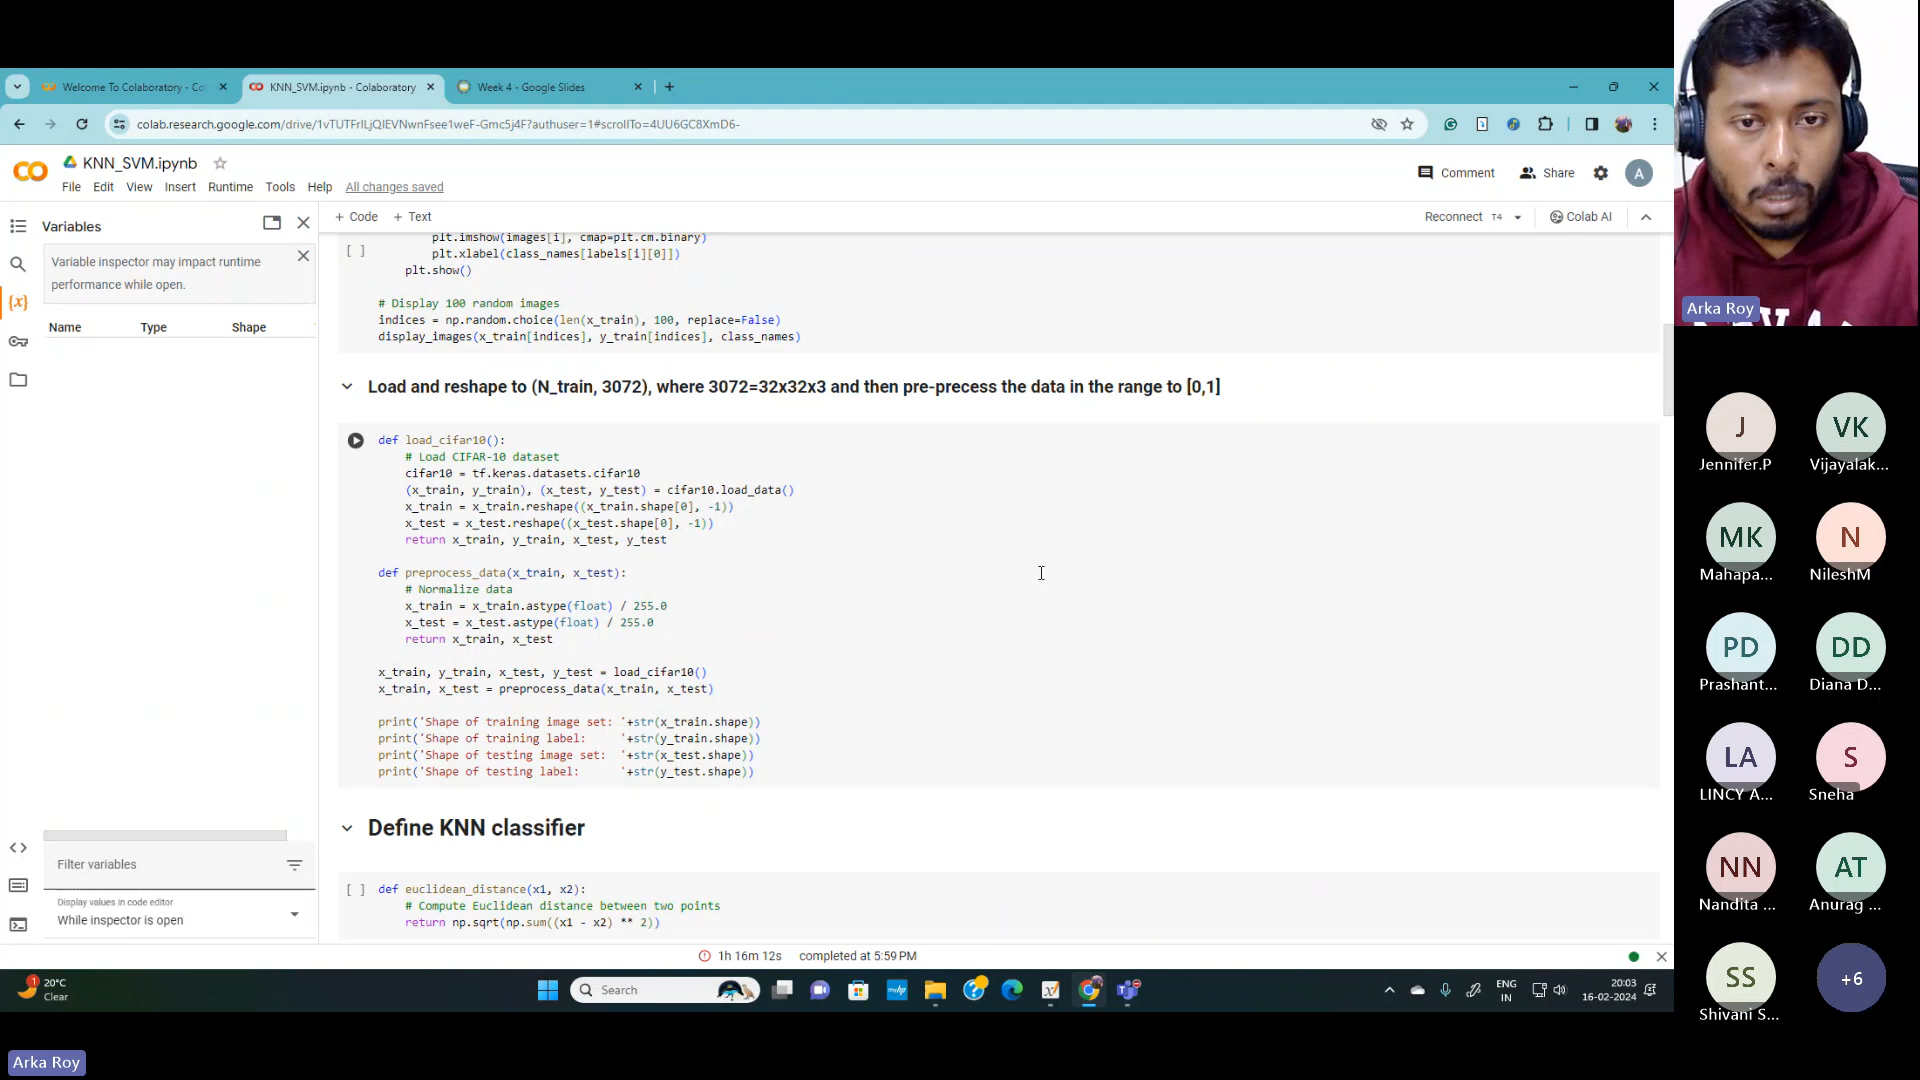 Welcome To Colaboratory - Co
KNN_SVM.ipynb - Colaboratory
Week 4 - Google Slides
colab.research.google.com/drive/1vTUTFrILjQIEVNwnFsee1weF-Gmc5j4F?authuser=1#scrollTo=4UU6GC8XmD6-
KNN_SVM.ipynb
File Edit View Insert Runtime Tools Help All changes saved
Comment
Share
A
+ Code + Text
Reconnect T4
Colab AI
Variables
Variable inspector may impact runtime
performance while open.
Name Type Shape
Filter variables
Display values in code editor
While inspector is open
plt.imshow(images[i], cmap=plt.cm.binary)
[ ] plt.xlabel(class_names[labels[i][0]])
plt.show()
# Display 100 random images
indices = np.random.choice(len(x_train), 100, replace=False)
display_images(x_train[indices], y_train[indices], class_names)
Load and reshape to (N_train, 3072), where 3072=32x32x3 and then pre-precess the data in the range to [0,1]
def load_cifar10():
# Load CIFAR-10 dataset
cifar10 = tf.keras.datasets.cifar10
(x_train, y_train), (x_test, y_test) = cifar10.load_data()
x_train = x_train.reshape((x_train.shape[0], -1))
x_test = x_test.reshape((x_test.shape[0], -1))
return x_train, y_train, x_test, y_test
def preprocess_data(x_train, x_test):
# Normalize data
x_train = x_train.astype(float) / 255.0
x_test = x_test.astype(float) / 255.0
return x_train, x_test
x_train, y_train, x_test, y_test = load_cifar10()
x_train, x_test = preprocess_data(x_train, x_test)
print('Shape of training image set: '+str(x_train.shape))
print('Shape of training label: '+str(y_train.shape))
print('Shape of testing image set: '+str(x_test.shape))
print('Shape of testing label: '+str(y_test.shape))
Define KNN classifier
[ ] def euclidean_distance(x1, x2):
# Compute Euclidean distance between two points
return np.sqrt(np.sum((x1 - x2) ** 2))
1h 16m 12s completed at 5:59 PM
1
20°C
Clear
Search
ENG
IN
20:03
16-02-2024
Arka Roy
Arka Roy
J VK
Jennifer.P Vijayalak...
MK N
Mahapa... NileshM
PD DD
Prashant... Diana D...
LA S
LINCY A... Sneha
NN AT
Nandita ... Anurag ...
SS +6
Shivani S...